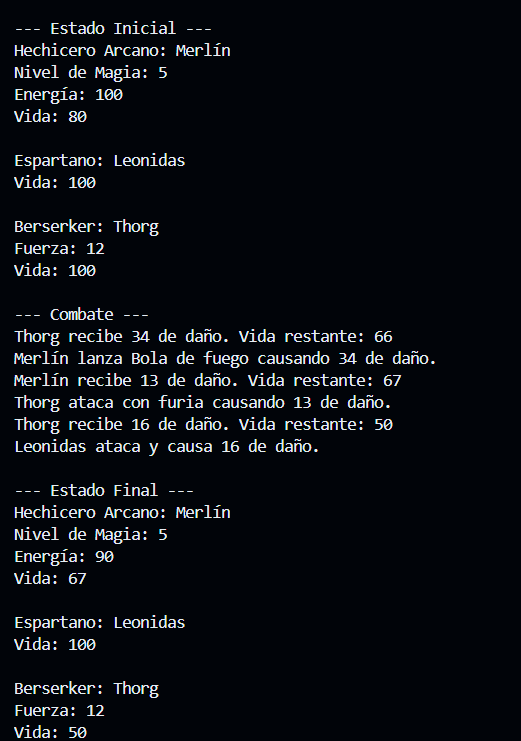 --- Estado Inicial ---
Hechicero Arcano: Merlín
Nivel de Magia: 5
Energía: 100
Vida: 80

Espartano: Leonidas
Vida: 100

Berserker: Thorg
Fuerza: 12
Vida: 100

--- Combate ---
Thorg recibe 34 de daño. Vida restante: 66
Merlín lanza Bola de fuego causando 34 de daño.
Merlín recibe 13 de daño. Vida restante: 67
Thorg ataca con furia causando 13 de daño.
Thorg recibe 16 de daño. Vida restante: 50
Leonidas ataca y causa 16 de daño.

--- Estado Final ---
Hechicero Arcano: Merlín
Nivel de Magia: 5
Energía: 90
Vida: 67

Espartano: Leonidas
Vida: 100

Berserker: Thorg
Fuerza: 12
Vida: 50